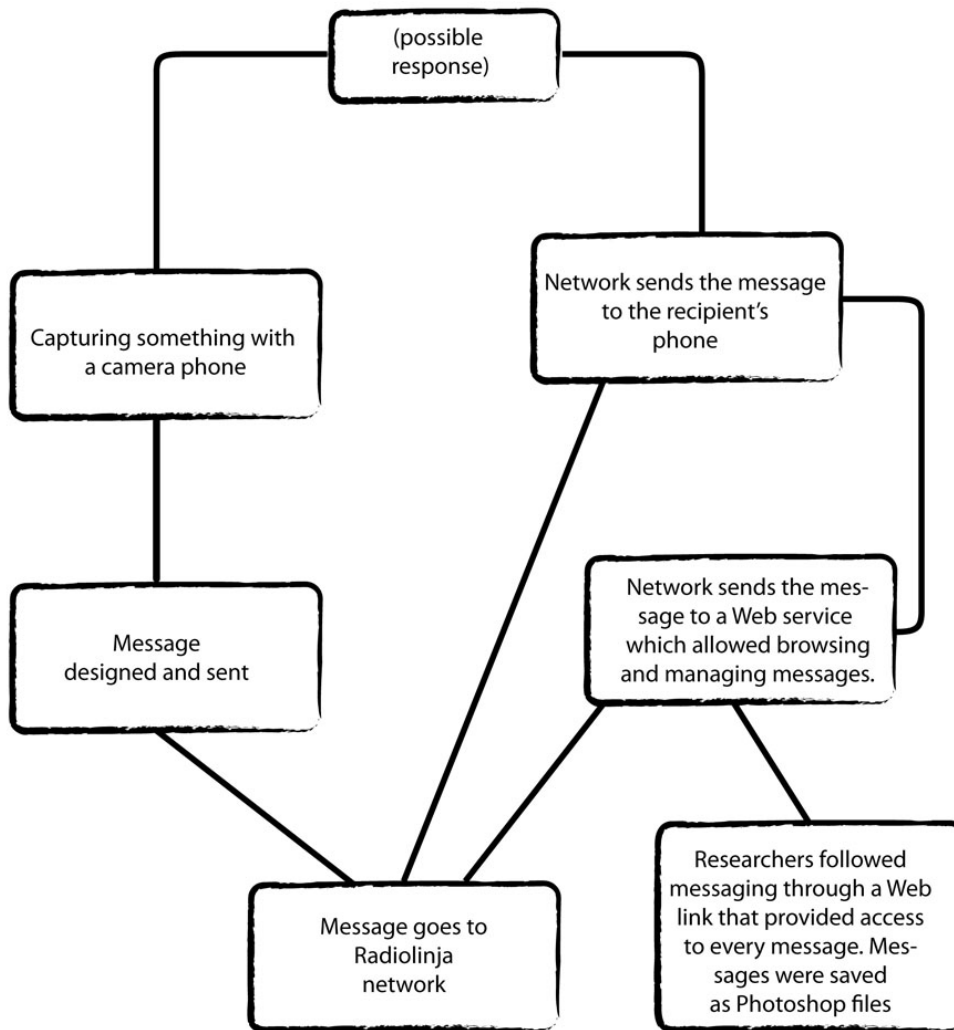 (possible
response)
Network sends the message
to the recipient's
phone
Capturing something with
a camera phone
Message
designed and sent
Network sends the mes-
sage to a Web service
which allowed browsing
and managing messages.
Message goes to
Radiolinja
network
Researchers followed
messaging through a Web
link that provided access
to every message. Mes-
sages were saved
as Photoshop files